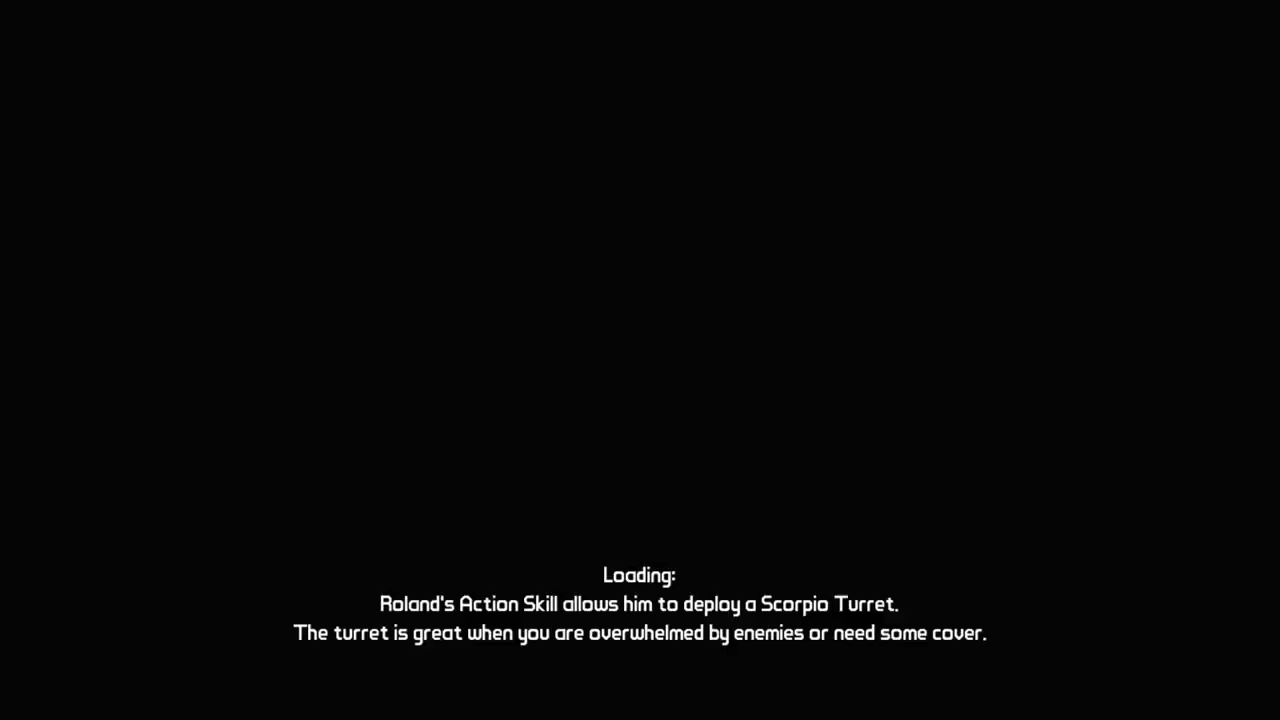 Loading:
Roland's Action Skill allows him to deploy a Scorpio Turret.
The turret is great when you are overwhelmed by enemies or need some cover.